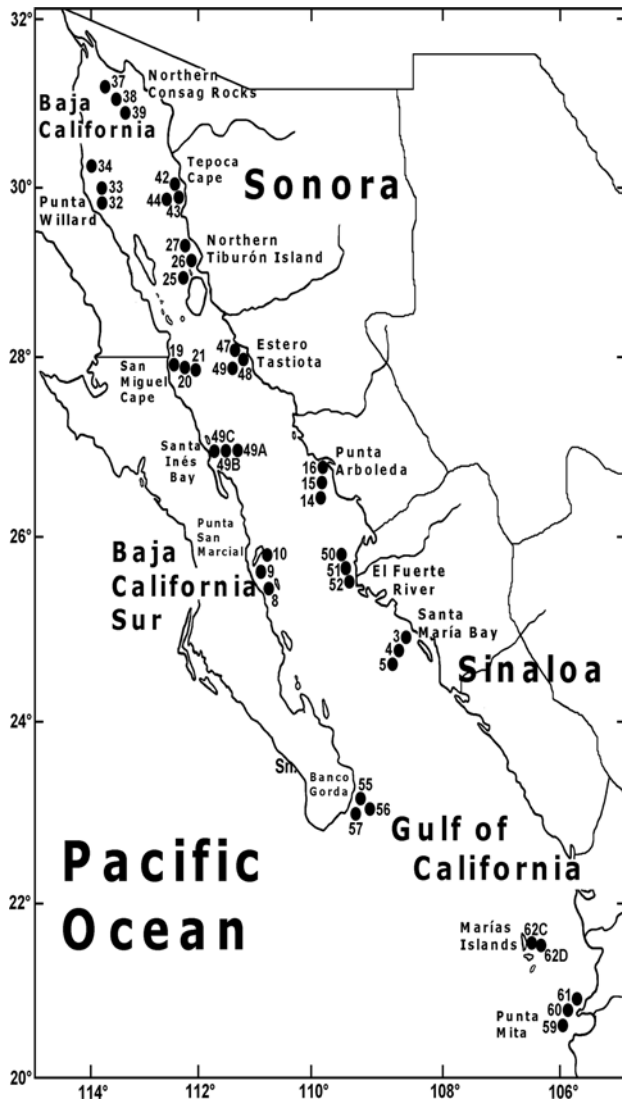 32°
37
Northern
Consag Rocks
38
Baja
California
39
34
42
Tepoca
Cape
Sonora
30°
33
Punta
Willard
32
44
43
27
Northern
Tiburón Island
26
25
47
Estero
Tastiota
28°
19
21
San
Miguel
Cape
20
49
48
49C
Santa
Inés
Bay
49A
49B
16
Punta
Arboleda
15
14
26°
Punta
San
Marcial
10
50
Baja
California
Sur
9
51
El Fuerte
River
8
52
Santa
María Bay
3
4
5
Sinaloa
24°
Sm
Banco
Gorda
55
56
57
Gulf of
California
Pacific
Ocean
22°
Marías
Islands
62C
62D
61
60
Punta
Mita
59
20°
114°
112°
110°
108°
106°